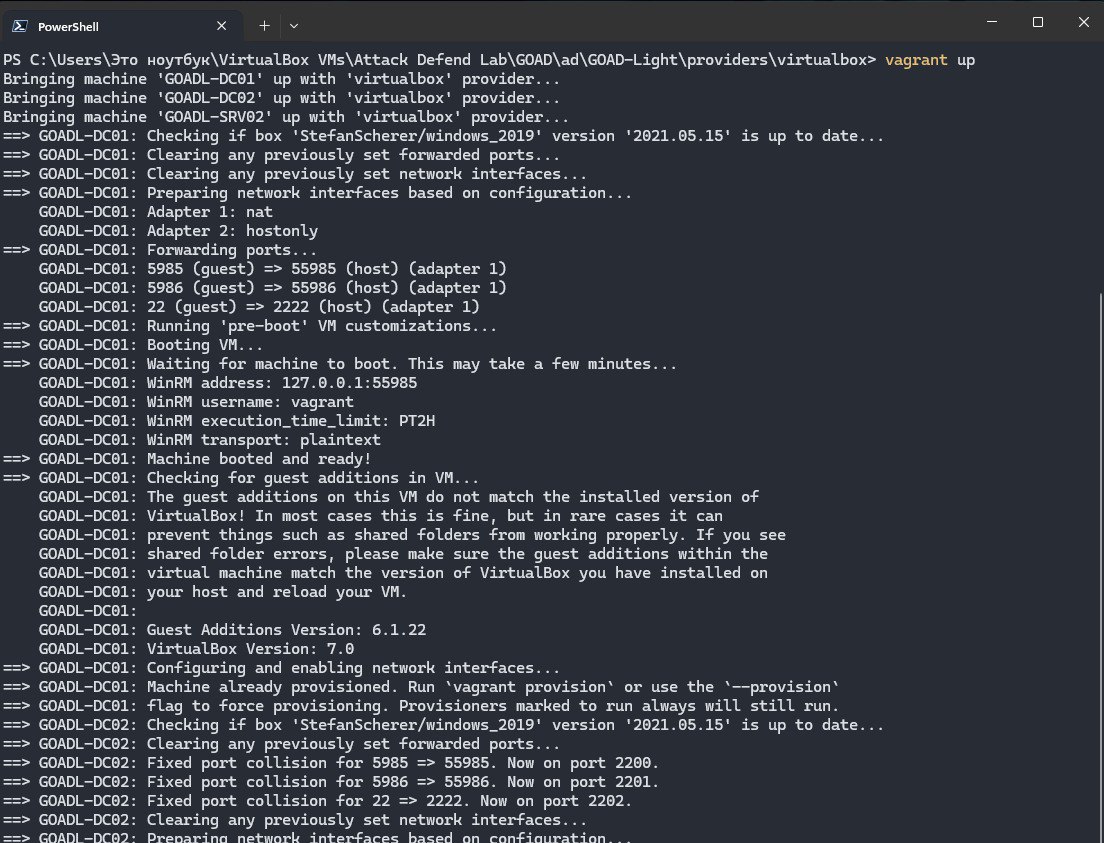 PowerShell
PS C:\Users\Это ноутбук\VirtualBox VMs\Attack Defend Lab\GOAD\ad\GOAD-Light\providers\virtualbox> vagrant up
Bringing machine 'GOADL-DC01' up with 'virtualbox' provider...
Bringing machine 'GOADL-DC02' up with 'virtualbox' provider...
Bringing machine 'GOADL-SRV02' up with 'virtualbox' provider...
==> GOADL-DC01: Checking if box 'StefanScherer/windows_2019' version '2021.05.15' is up to date...
==> GOADL-DC01: Clearing any previously set forwarded ports...
==> GOADL-DC01: Clearing any previously set network interfaces...
==> GOADL-DC01: Preparing network interfaces based on configuration...
    GOADL-DC01: Adapter 1: nat
    GOADL-DC01: Adapter 2: hostonly
==> GOADL-DC01: Forwarding ports...
    GOADL-DC01: 5985 (guest) => 55985 (host) (adapter 1)
    GOADL-DC01: 5986 (guest) => 55986 (host) (adapter 1)
    GOADL-DC01: 22 (guest) => 2222 (host) (adapter 1)
==> GOADL-DC01: Running 'pre-boot' VM customizations...
==> GOADL-DC01: Booting VM...
==> GOADL-DC01: Waiting for machine to boot. This may take a few minutes...
    GOADL-DC01: WinRM address: 127.0.0.1:55985
    GOADL-DC01: WinRM username: vagrant
    GOADL-DC01: WinRM execution_time_limit: PT2H
    GOADL-DC01: WinRM transport: plaintext
==> GOADL-DC01: Machine booted and ready!
==> GOADL-DC01: Checking for guest additions in VM...
    GOADL-DC01: The guest additions on this VM do not match the installed version of
    GOADL-DC01: VirtualBox! In most cases this is fine, but in rare cases it can
    GOADL-DC01: prevent things such as shared folders from working properly. If you see
    GOADL-DC01: shared folder errors, please make sure the guest additions within the
    GOADL-DC01: virtual machine match the version of VirtualBox you have installed on
    GOADL-DC01: your host and reload your VM.
    GOADL-DC01:
    GOADL-DC01: Guest Additions Version: 6.1.22
    GOADL-DC01: VirtualBox Version: 7.0
==> GOADL-DC01: Configuring and enabling network interfaces...
==> GOADL-DC01: Machine already provisioned. Run `vagrant provision` or use the `--provision`
==> GOADL-DC01: flag to force provisioning. Provisioners marked to run always will still run.
==> GOADL-DC02: Checking if box 'StefanScherer/windows_2019' version '2021.05.15' is up to date...
==> GOADL-DC02: Clearing any previously set forwarded ports...
==> GOADL-DC02: Fixed port collision for 5985 => 55985. Now on port 2200.
==> GOADL-DC02: Fixed port collision for 5986 => 55986. Now on port 2201.
==> GOADL-DC02: Fixed port collision for 22 => 2222. Now on port 2202.
==> GOADL-DC02: Clearing any previously set network interfaces...
==> GOADL-DC02: Preparing network interfaces based on configuration...